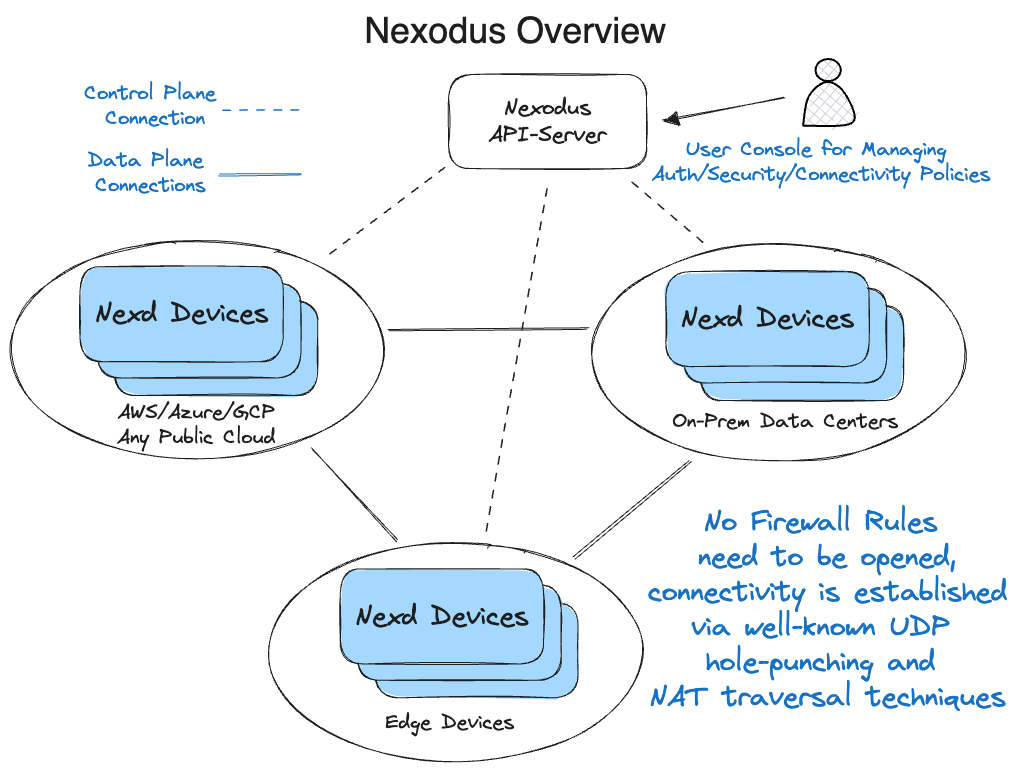 Nexodus Overview
Control Plane
Connection
Data Plane
Connections
Nexodus
API-Server
User Console for Managing
Auth/Security/Connectivity Policies
Nexd Devices
AWS/Azure/GCP
Any Public Cloud
Nexd Devices
On-Prem Data Centers
Nexd Devices
Edge Devices
No Firewall Rules
need to be opened,
connectivity is established
via well-known UDP
hole-punching and
NAT traversal techniques